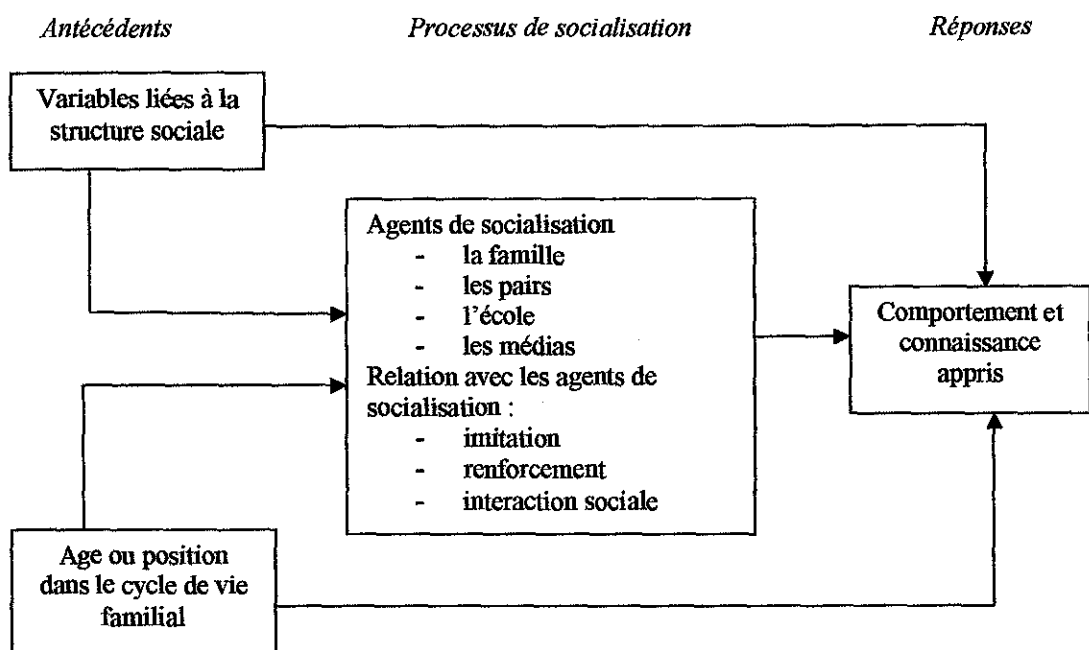 Antécédents
Processus de socialisation
Réponses
Variables liées à la
structure sociale
Agents de socialisation
- la famille
- les pairs
- l'école
- les médias
Relation avec les agents de
socialisation :
- imitation
- renforcement
- interaction sociale
Comportement et
connaissance
appris
Age ou position
dans le cycle de vie
familial